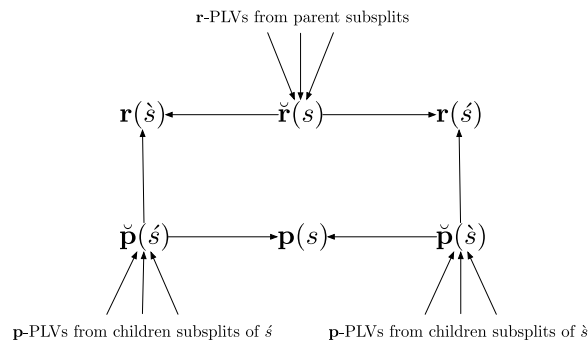 r-PLVs from parent subsplits
r(s̀) r̆(s) r(ś)
p̆(ś) p(s) p̆(s̀)
p-PLVs from children subsplits of ś p-PLVs from children subsplits of s̀